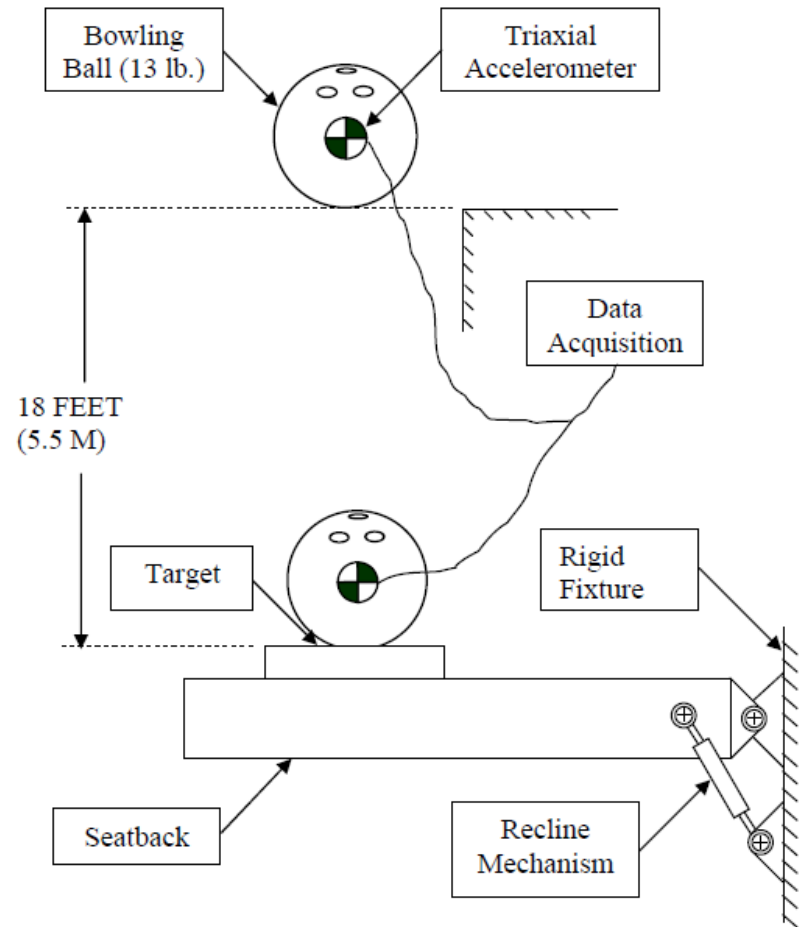 Bowling
Ball (13 lb.)
Triaxial
Accelerometer
Data
Acquisition
18 FEET
(5.5 M)
Target
Rigid
Fixture
Seatback
Recline
Mechanism